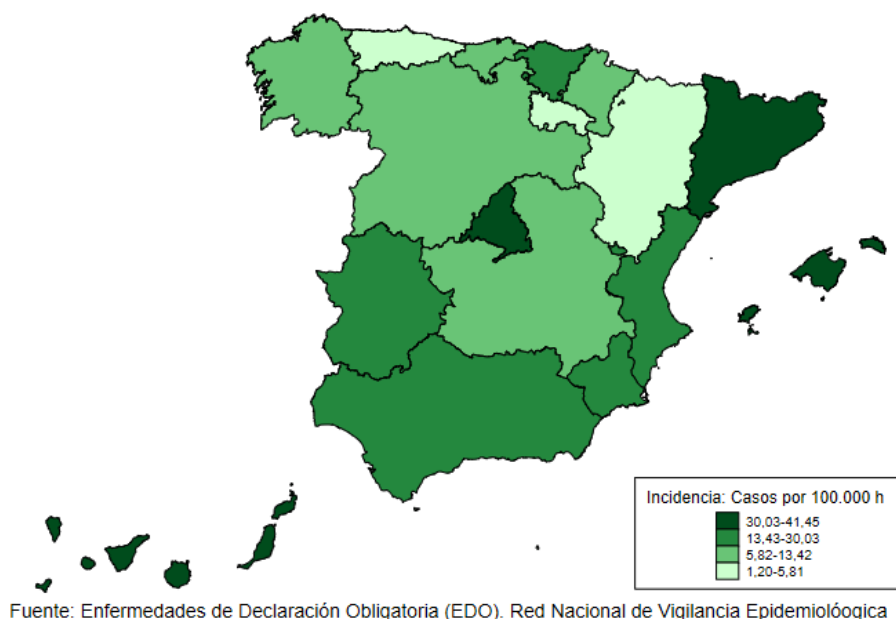 Incidencia: Casos por 100.000 h
30,03-41,45
13,43-30,03
5,82-13,42
1,20-5,81
Fuente: Enfermedades de Declaración Obligatoria (EDO). Red Nacional de Vigilancia Epidemiolóogica